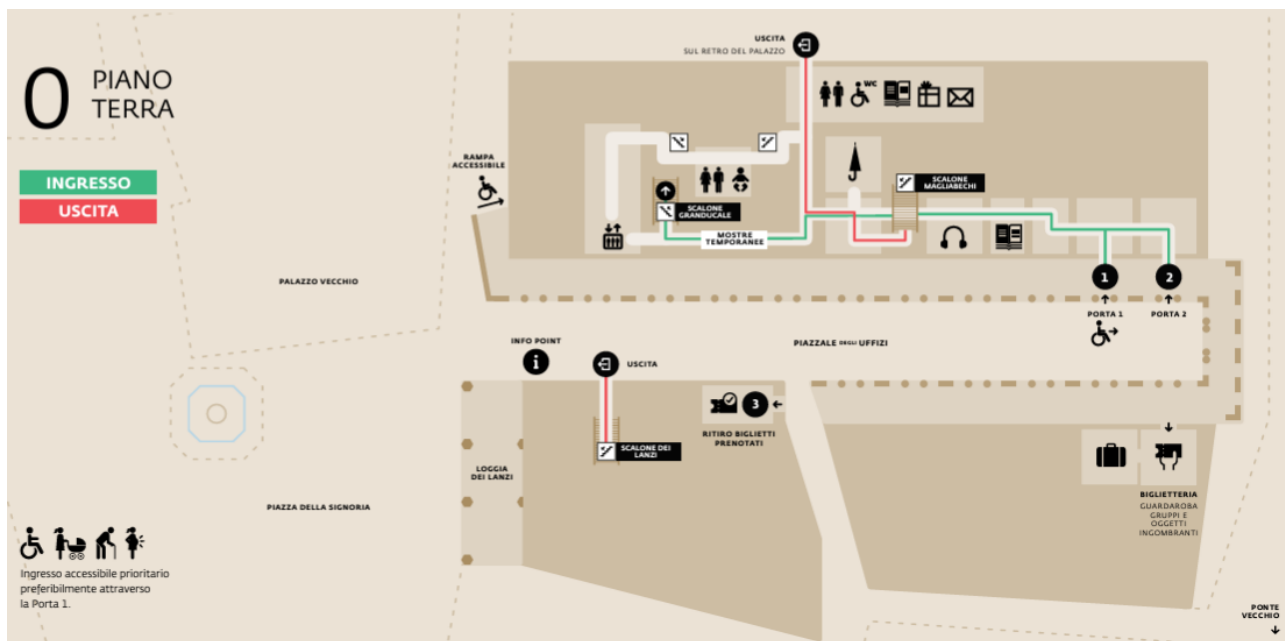 0
PIANO
TERRA
INGRESSO
USCITA
USCITA
SUL RETRO DEL PALAZZO
WC
RAMPA
ACCESSIBILE
SCALONE
GRANDUCALE
SCALONE
MAGLIABECHI
MOSTRE
TEMPORANEE
PALAZZO VECCHIO
1
2
PORTA 1
PORTA 2
INFO POINT
i
USCITA
PIAZZALE DEGLI UFFIZI
3
RITIRO BIGLIETTI
PRENOTATI
SCALONE DEI
LANZI
LOGGIA
DEI LANZI
PIAZZA DELLA SIGNORIA
BIGLIETTERIA
GUARDAROBA
GRUPPI E
OGGETTI
INGOMBRANTI
Ingresso accessibile prioritario
preferibilmente attraverso
la Porta 1.
PONTE
VECCHIO